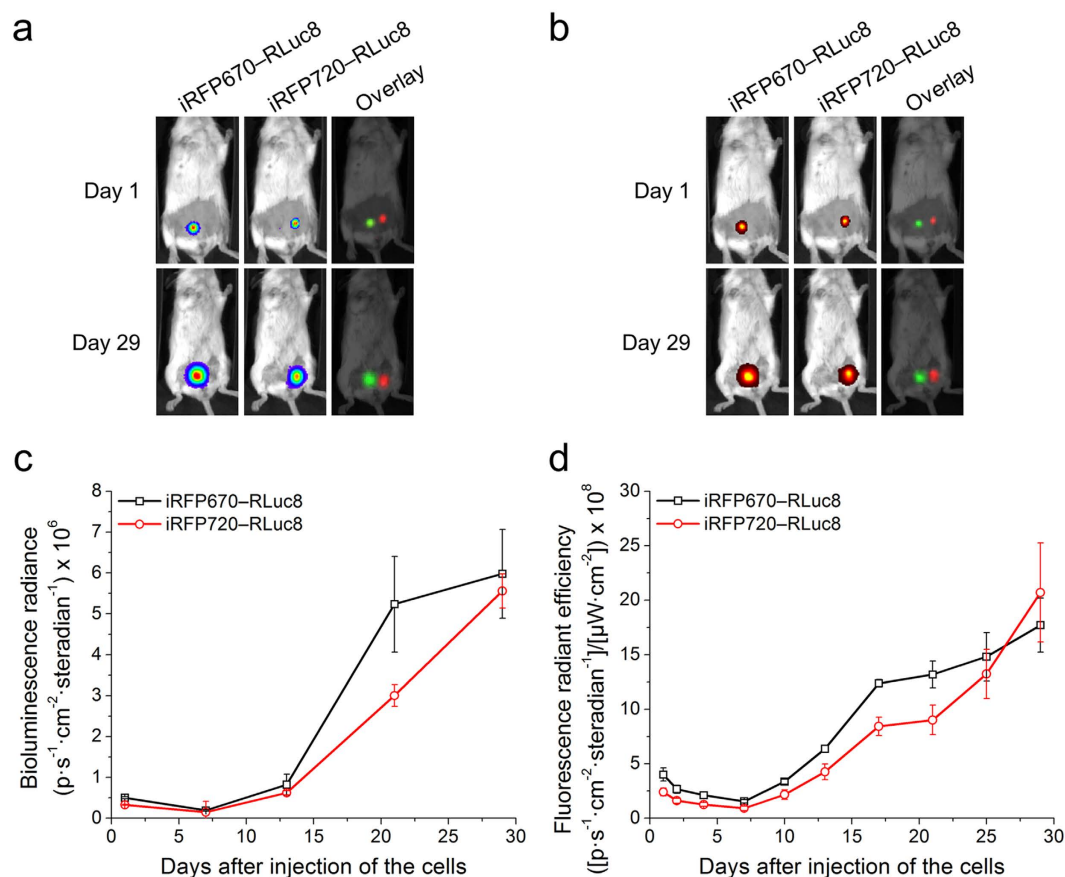 a
iRFP670–RLuc8
iRFP720–RLuc8
Overlay
Day 1
Day 29
b
iRFP670–RLuc8
iRFP720–RLuc8
Overlay
Day 1
Day 29
c
Bioluminescence radiance
(p·s⁻¹·cm⁻²·steradian⁻¹) x 10⁶
8
7
6
5
4
3
2
1
0
iRFP670–RLuc8
iRFP720–RLuc8
0 5 10 15 20 25 30
Days after injection of the cells
d
Fluorescence radiant efficiency
([p·s⁻¹·cm⁻²·steradian⁻¹]/[µW·cm⁻²]) x 10⁸
30
25
20
15
10
5
0
iRFP670–RLuc8
iRFP720–RLuc8
0 5 10 15 20 25 30
Days after injection of the cells